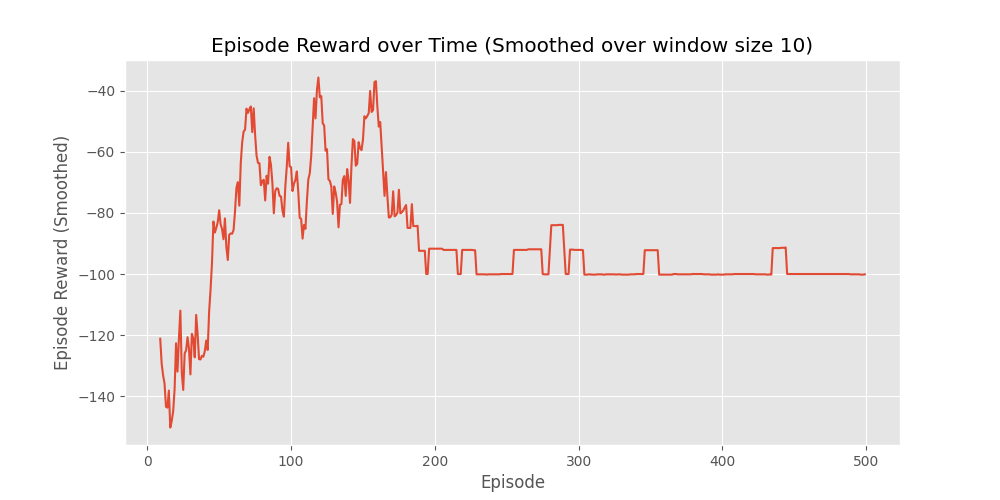 Episode Reward over Time (Smoothed over window size 10)
Episode Reward (Smoothed)
−40
−60
−80
−100
−120
−140
0 100 200 300 400 500
Episode